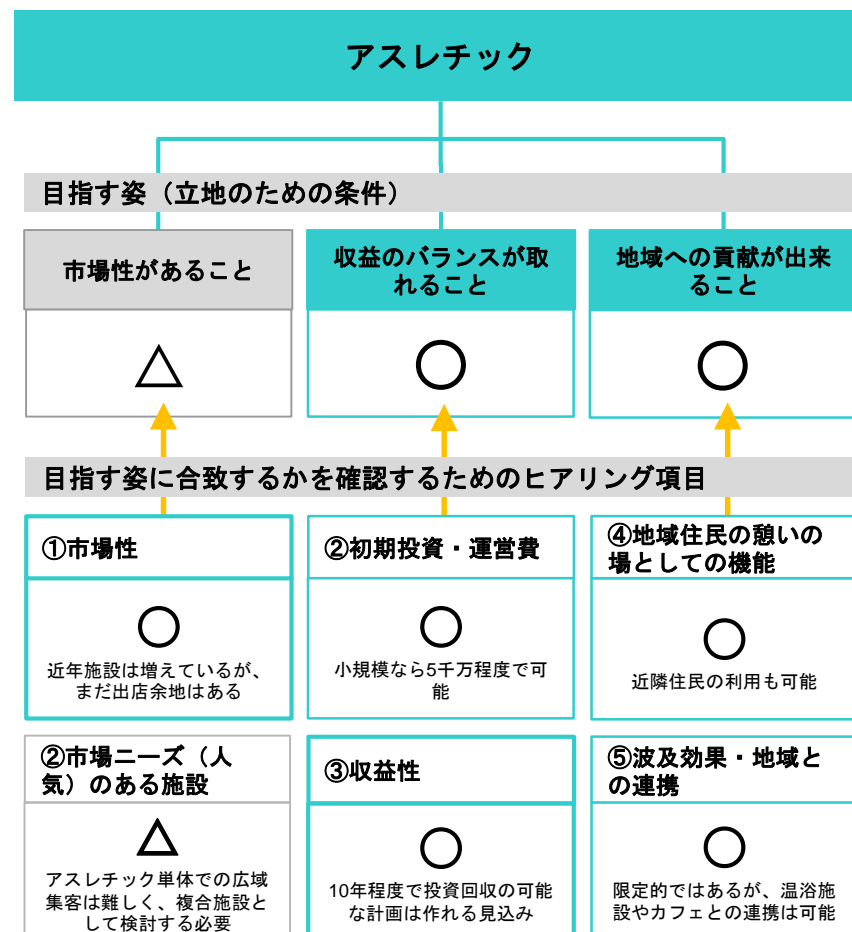 アスレチック
目指す姿（立地のための条件）
市場性があること
△
収益のバランスが取
れること
○
地域への貢献が出来
ること
○
目指す姿に合致するかを確認するためのヒアリング項目
①市場性
○
近年施設は増えているが、
まだ出店余地はある
②初期投資・運営費
○
小規模なら5千万程度で可
能
④地域住民の憩いの
場としての機能
○
近隣住民の利用も可能
②市場ニーズ（人
気）のある施設
△
アスレチック単体での広域
集客は難しく、複合施設と
して検討する必要
③収益性
○
10年程度で投資回収の可能
な計画は作れる見込み
⑤波及効果・地域と
の連携
○
限定的ではあるが、温浴施
設やカフェとの連携は可能